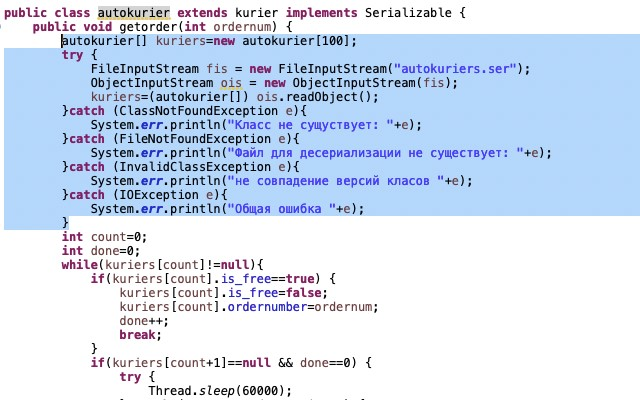 public class autokurier extends kurier implements Serializable {
public void getorder(int ordernum) {
autokurier[] kuriers=new autokurier[100];
try {
FileInputStream fis = new FileInputStream("autokuriers.ser");
ObjectInputStream ois = new ObjectInputStream(fis);
kuriers=(autokurier[]) ois.readObject();
}catch (ClassNotFoundException e){
System.err.println("Класс не сущуствует: "+e);
}catch (FileNotFoundException e){
System.err.println("Файл для десериализации не существует: "+e);
}catch (InvalidClassException e){
System.err.println("не совпадение версий класов "+e);
}catch (IOException e){
System.err.println("Общая ошибка "+e);
}
int count=0;
int done=0;
while(kuriers[count]!=null){
if(kuriers[count].is_free==true) {
kuriers[count].is_free=false;
kuriers[count].ordernumber=ordernum;
done++;
break;
}
if(kuriers[count+1]==null && done==0) {
try {
Thread.sleep(60000);